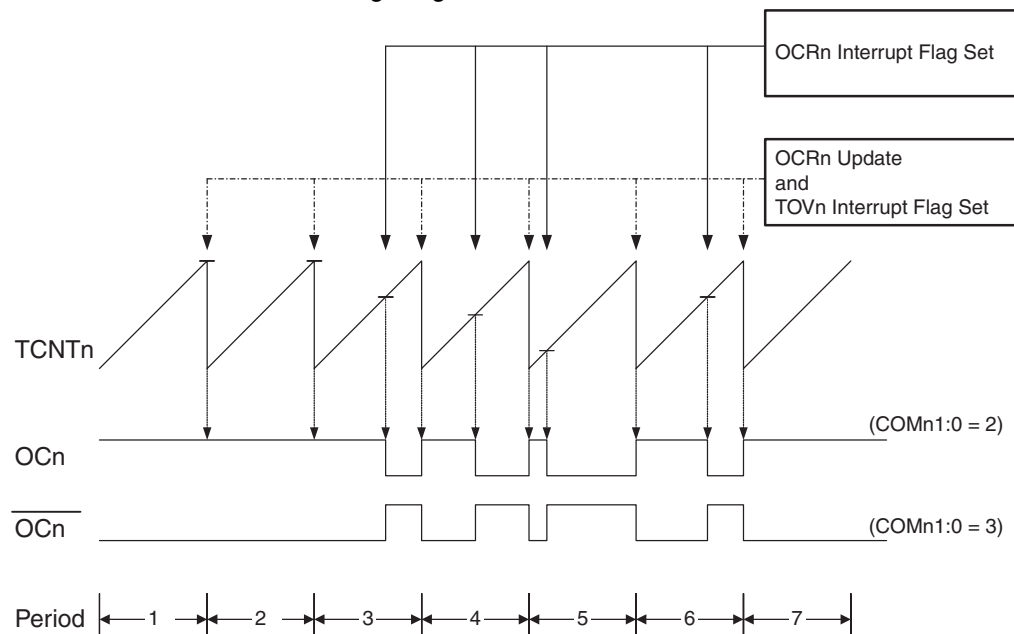 OCRn Interrupt Flag Set
OCRn Update
and
TOVn Interrupt Flag Set
TCNTn
(COMn1:0 = 2)
OCn
OCn
(COMn1:0 = 3)
Period 1 2 3 4 5 6 7